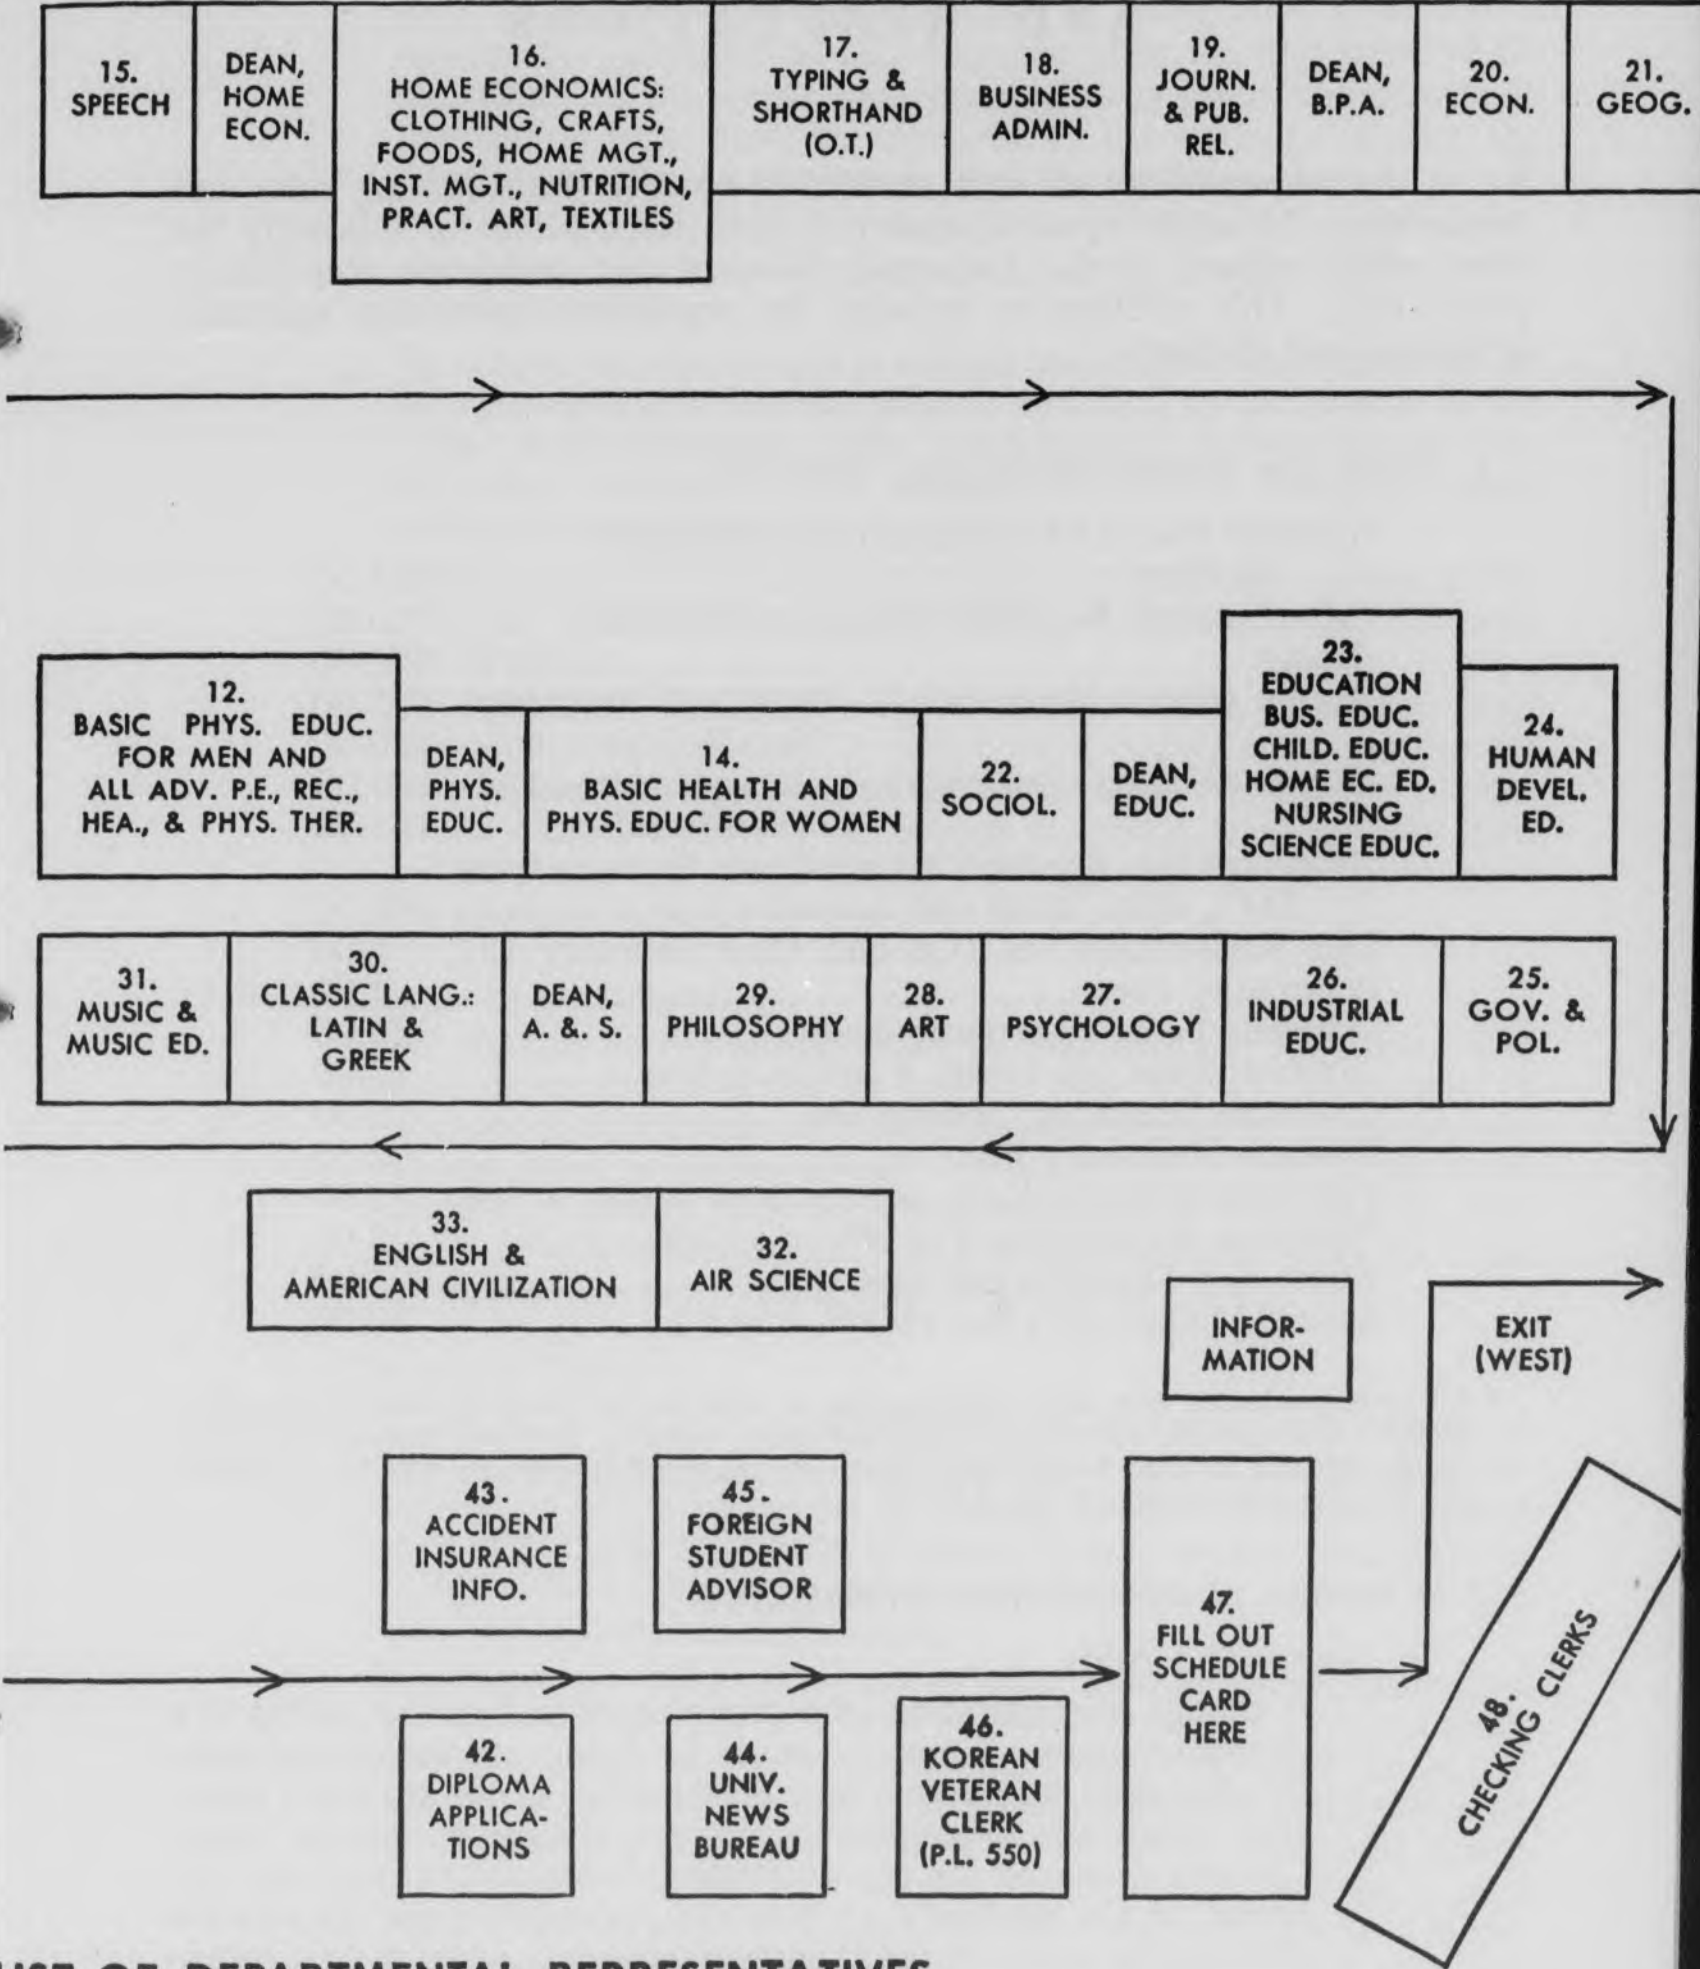 15.
SPEECH
DEAN,
HOME
ECON.
16.
HOME ECONOMICS:
CLOTHING, CRAFTS,
FOODS, HOME MGT.,
INST. MGT., NUTRITION,
PRACT. ART, TEXTILES
17.
TYPING &
SHORTHAND
(O.T.)
18.
BUSINESS
ADMIN.
19.
JOURN.
& PUB.
REL.
DEAN,
B.P.A.
20.
ECON.
21.
GEOG.
12.
BASIC PHYS. EDUC.
FOR MEN AND
ALL ADV. P.E., REC.,
HEA., & PHYS. THER.
DEAN,
PHYS.
EDUC.
14.
BASIC HEALTH AND
PHYS. EDUC. FOR WOMEN
22.
SOCIOL.
DEAN,
EDUC.
23.
EDUCATION
BUS. EDUC.
CHILD. EDUC.
HOME EC. ED.
NURSING
SCIENCE EDUC.
24.
HUMAN
DEVEL.
ED.
31.
MUSIC &
MUSIC ED.
30.
CLASSIC LANG.:
LATIN &
GREEK
DEAN,
A. &. S.
29.
PHILOSOPHY
28.
ART
27.
PSYCHOLOGY
26.
INDUSTRIAL
EDUC.
25.
GOV. &
POL.
33.
ENGLISH &
AMERICAN CIVILIZATION
32.
AIR SCIENCE
INFOR-
MATION
EXIT
(WEST)
43.
ACCIDENT
INSURANCE
INFO.
45.
FOREIGN
STUDENT
ADVISOR
47.
FILL OUT
SCHEDULE
CARD
HERE
48.
CHECKING CLERKS
42.
DIPLOMA
APPLICA-
TIONS
44.
UNIV.
NEWS
BUREAU
46.
KOREAN
VETERAN
CLERK
(P.L. 550)
OF DEPARTMENTAL REPRESENTATIVES